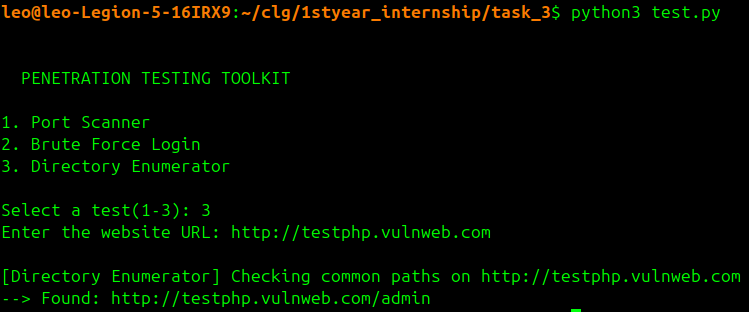 leo@leo-Legion-5-16IRX9:~/clg/1styear_internship/task_3$ python3 test.py
PENETRATION TESTING TOOLKIT
1. Port Scanner
2. Brute Force Login
3. Directory Enumerator
Select a test(1-3): 3
Enter the website URL: http://testphp.vulnweb.com
[Directory Enumerator] Checking common paths on http://testphp.vulnweb.com
--> Found: http://testphp.vulnweb.com/admin